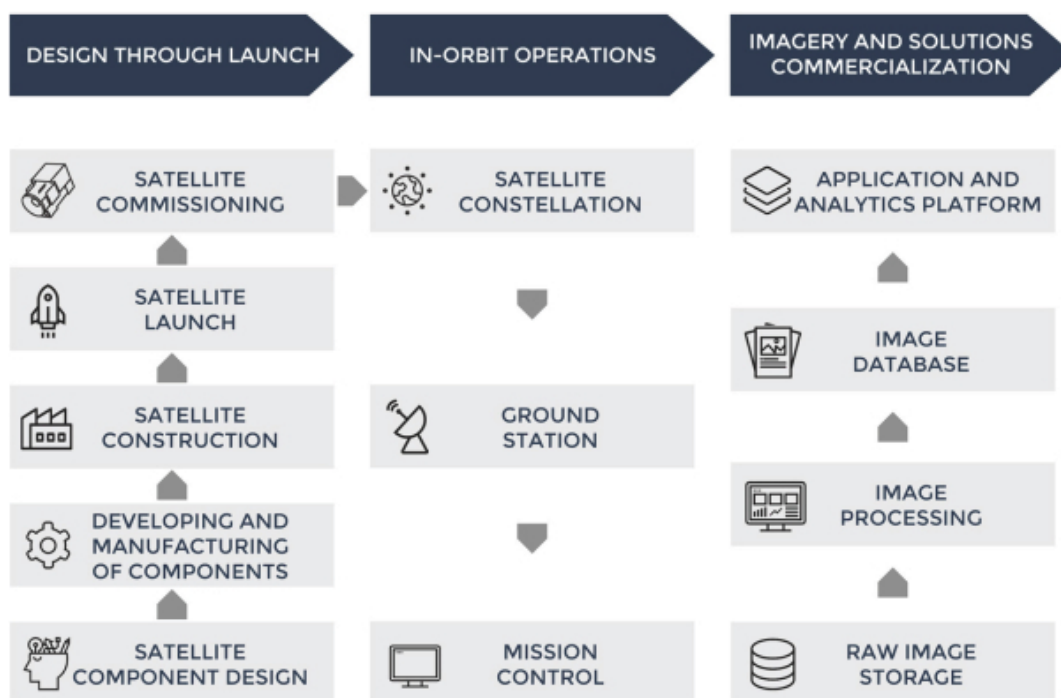 DESIGN THROUGH LAUNCH
IN-ORBIT OPERATIONS
IMAGERY AND SOLUTIONS
COMMERCIALIZATION
SATELLITE
COMMISSIONING
SATELLITE
LAUNCH
SATELLITE
CONSTRUCTION
DEVELOPING AND
MANUFACTURING
OF COMPONENTS
SATELLITE
COMPONENT DESIGN
SATELLITE
CONSTELLATION
GROUND
STATION
MISSION
CONTROL
APPLICATION AND
ANALYTICS PLATFORM
IMAGE
DATABASE
IMAGE
PROCESSING
RAW IMAGE
STORAGE